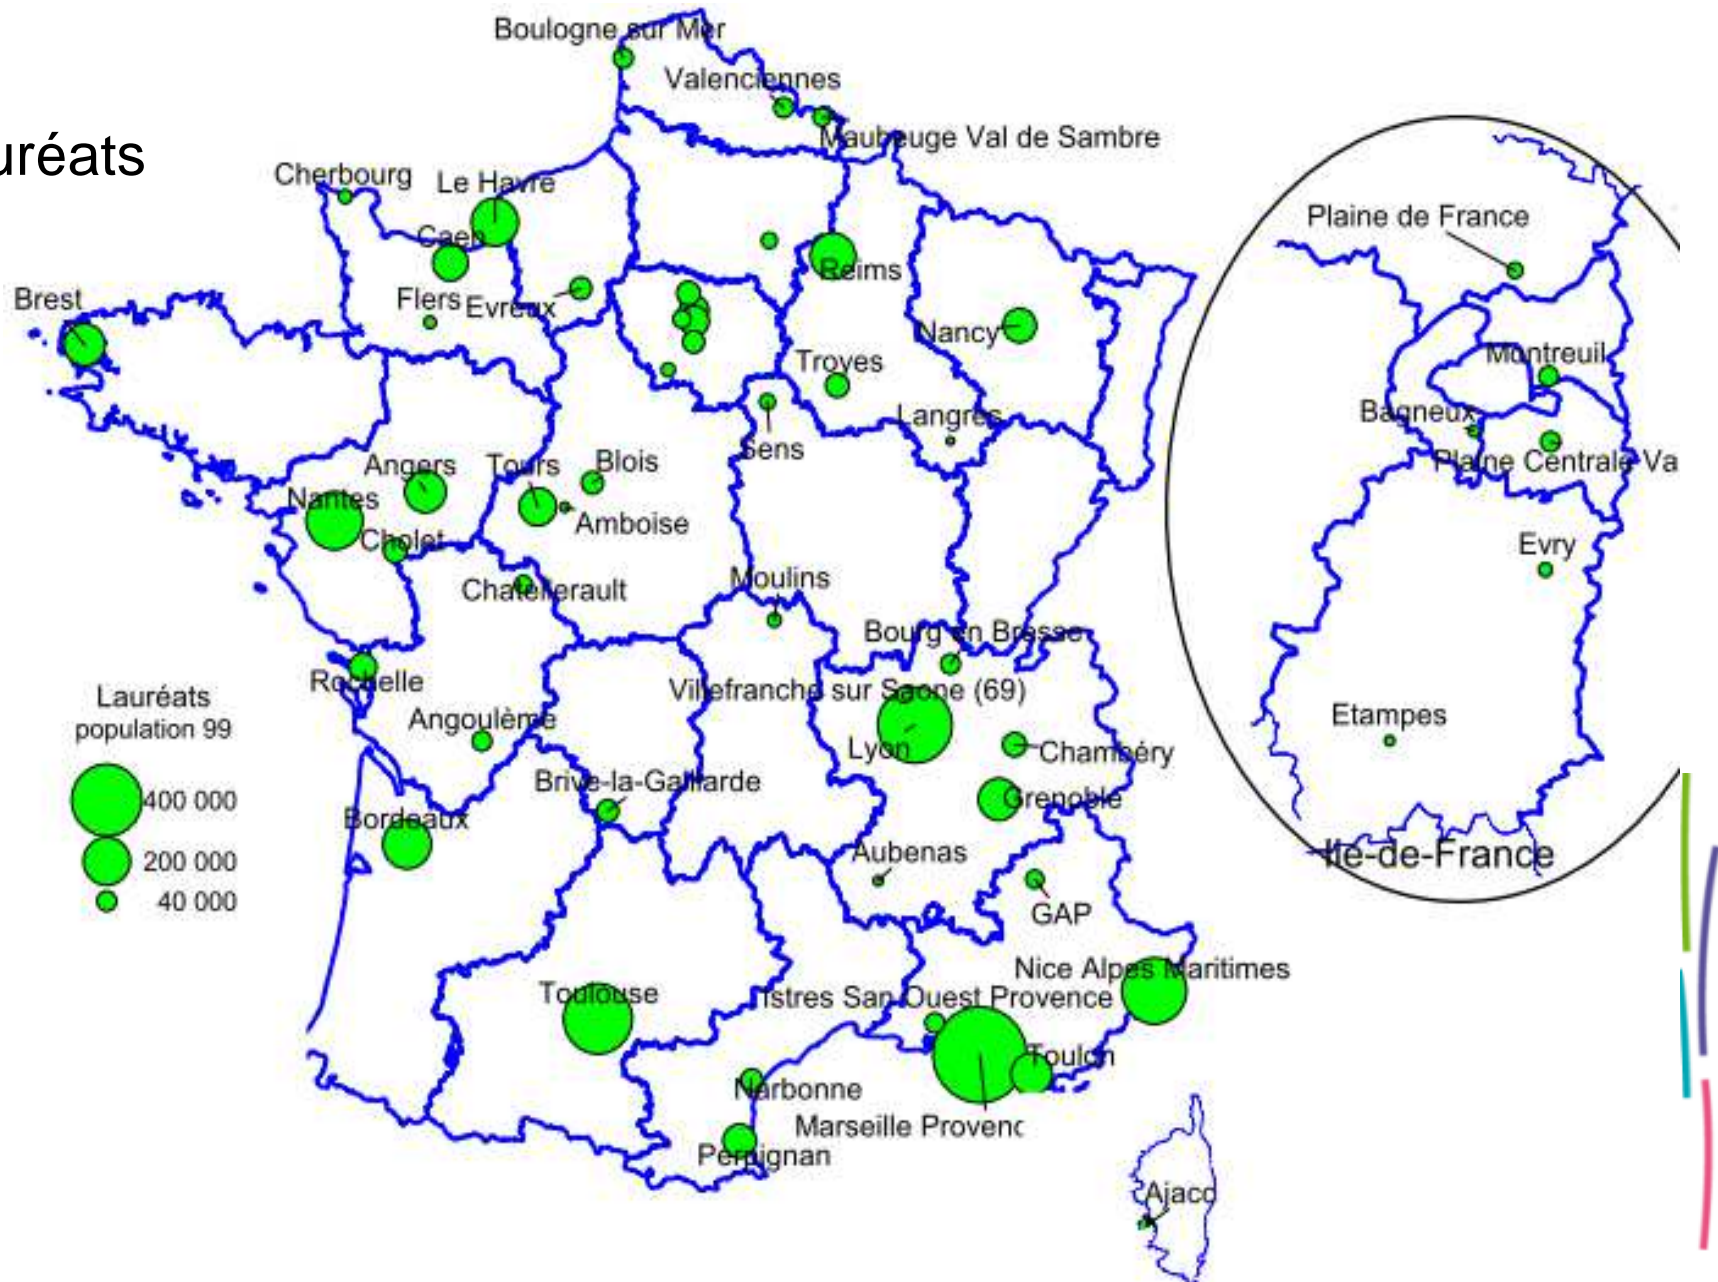 uréats
Boulogne sur Mer
Valenciennes
Maubeuge Val de Sambre
Cherbourg
Le Havre
Caen
Reims
Brest
Flers
Evreux
Nancy
Troyes
Langres
Sens
Angers
Tours
Blois
Nantes
Amboise
Cholet
Chatellerault
Moulins
Bourg en Bresse
Rochelle
Villefranche sur Saone (69)
Angoulème
Lyon
Chambéry
Brive-la-Gaillarde
Grenoble
Bordeaux
Aubenas
GAP
Nice Alpes Maritimes
Toulouse
Istres San Ouest Provence
Toulon
Narbonne
Marseille Provenc
Perpignan
Ajacc
Lauréats
population 99
400 000
200 000
40 000
Plaine de France
Montreuil
Bagneux
Plaine Centrale Va
Evry
Etampes
Ile-de-France